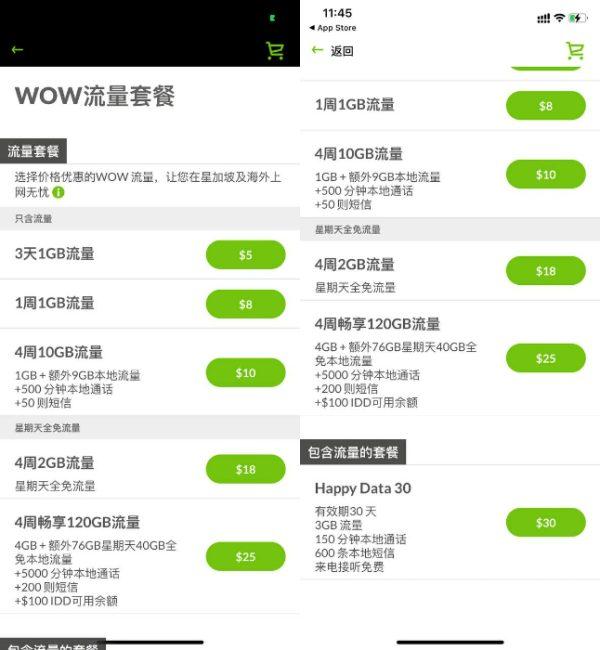 WOW流量套餐
流量套餐
选择价格优惠的WOW 流量，让您在星加坡及海外上
网无忧
只含流量
3天1GB流量
$5
1周1GB流量
$8
4周10GB流量
1GB + 额外9GB本地流量
+500 分钟本地通话
+50 则短信
$10
星期天全免流量
4周2GB流量
星期天全免流量
$18
4周畅享120GB流量
4GB + 额外76GB星期天40GB全
免本地流量
+5000 分钟本地通话
+200 则短信
+$100 IDD可用余额
$25
包含流量的套餐
11:45
App Store
返回
1周1GB流量
$8
4周10GB流量
1GB + 额外9GB本地流量
+500 分钟本地通话
+50 则短信
$10
星期天全免流量
4周2GB流量
星期天全免流量
$18
4周畅享120GB流量
4GB + 额外76GB星期天40GB全
免本地流量
+5000 分钟本地通话
+200 则短信
+$100 IDD可用余额
$25
包含流量的套餐
Happy Data 30
有效期30 天
3GB 流量
150 分钟本地通话
600 条本地短信
来电接听免费
$30